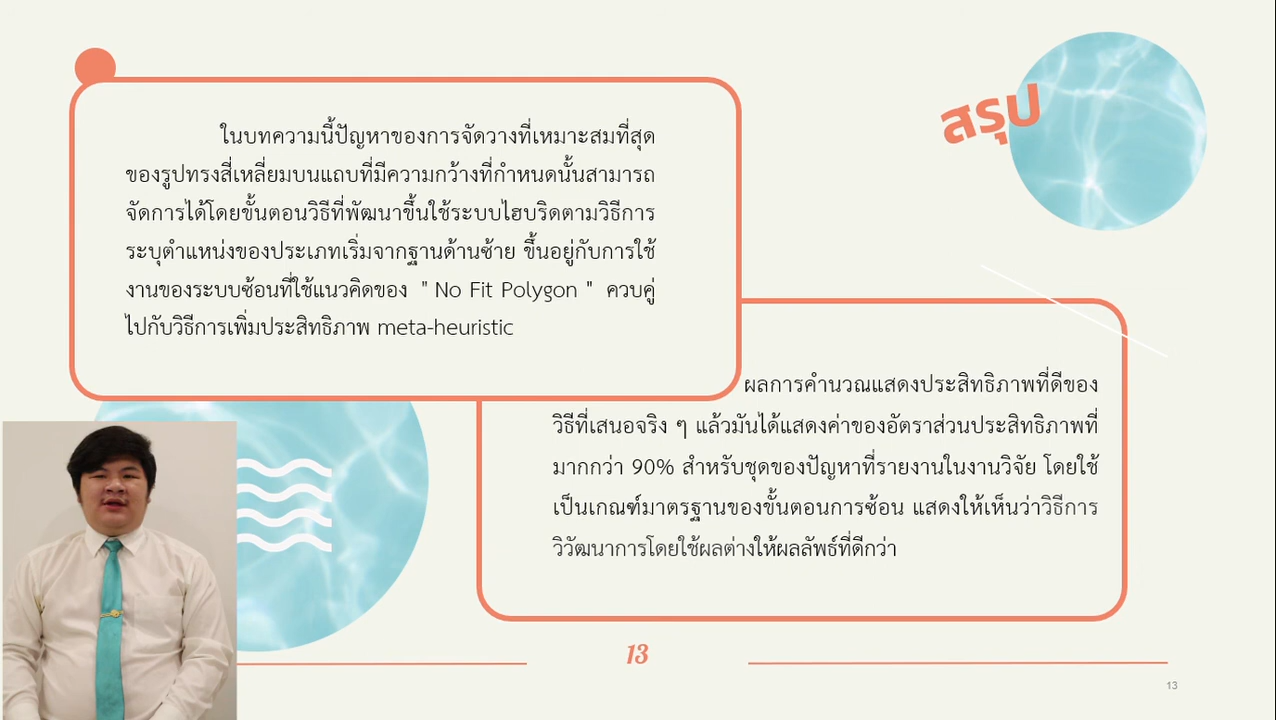 สรุป
ในบทความนี้ปัญหาของการจัดวางที่เหมาะสมที่สุด
ของรูปทรงสี่เหลี่ยมบนแถบที่มีความกว้างที่กำหนดนั้นสามารถ
จัดการได้โดยขั้นตอนวิธีที่พัฒนาขึ้นใช้ระบบไฮบริดตามวิธีการ
ระบุตำแหน่งของประเภทเริ่มจากฐานด้านซ้าย ขึ้นอยู่กับการใช้
งานของระบบซ้อนที่ใช้แนวคิดของ " No Fit Polygon " ควบคู่
ไปกับวิธีการเพิ่มประสิทธิภาพ meta-heuristic
ผลการคำนวณแสดงประสิทธิภาพที่ดีของ
วิธีที่เสนอจริง ๆ แล้วมันได้แสดงค่าของอัตราส่วนประสิทธิภาพที่
มากกว่า 90% สำหรับชุดของปัญหาที่รายงานในงานวิจัย โดยใช้
เป็นเกณฑ์มาตรฐานของขั้นตอนการซ้อน แสดงให้เห็นว่าวิธีการ
วิวัฒนาการโดยใช้ผลต่างให้ผลลัพธ์ที่ดีกว่า
13
13